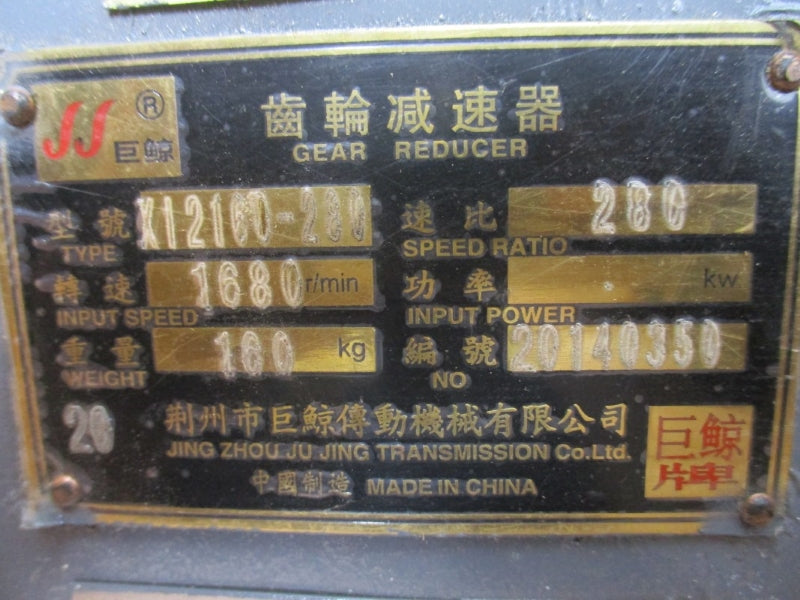 JJ ® 巨鲸
齒輪减速器
GEAR REDUCER
型號 速比 280
TYPE SPEED RATIO
轉速 1680 r/min 功率 kw
INPUT SPEED INPUT POWER
重量 160 kg 編號 20140350
WEIGHT NO
20 荆州市巨鲸傳動機械有限公司
JING ZHOU JU JING TRANSMISSION Co.Ltd.
中國制造 MADE IN CHINA
巨鲸
牌